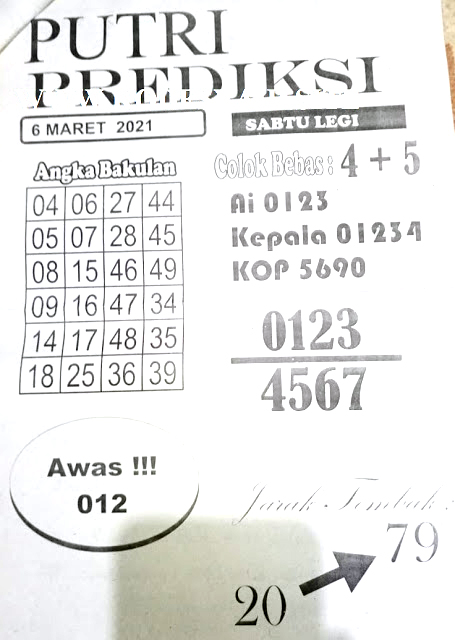 PUTRI
PREDIKSI
6 MARET 2021
SABTU LEGI
Angka Bakulan
04 06 27 44
05 07 28 45
08 15 46 49
09 16 47 34
14 17 48 35
18 25 36 39
Colok Bebas : 4 + 5
Ai 0123
Kepala 01234
KOP 5690
0123
4567
Awas !!!
012
Jarak Tembak :
79
20